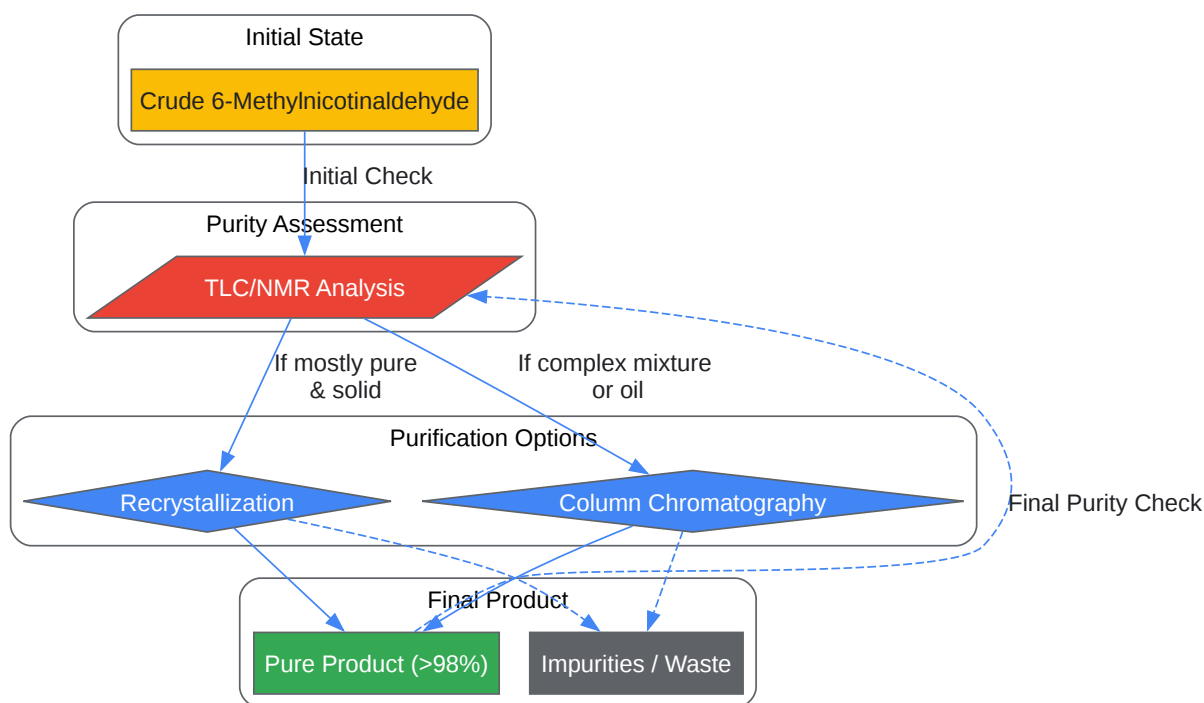 Initial State
Crude 6-Methylnicotinaldehyde
Initial Check
Purity Assessment
TLC/NMR Analysis
If mostly pure
& solid
If complex mixture
or oil
Purification Options
Recrystallization
Column Chromatography
Final Purity Check
Final Product
Pure Product (>98%)
Impurities / Waste